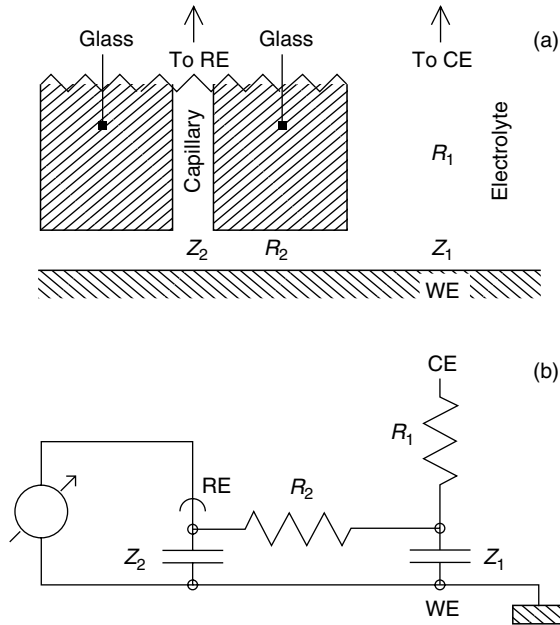 (a)
Glass
Glass
To RE
To CE
Capillary
R1
Electrolyte
Z2
R2
Z1
WE
(b)
CE
R1
RE
R2
Z2
Z1
WE